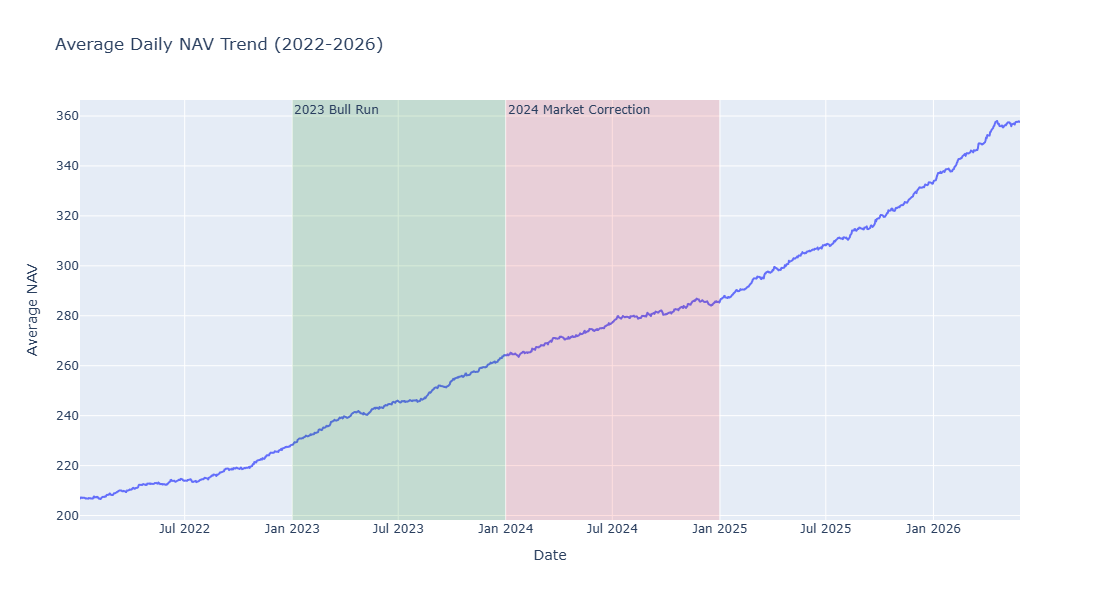 Average Daily NAV Trend (2022-2026)
2023 Bull Run
2024 Market Correction
360
340
320
300
280
260
240
220
200
Average NAV
Jul 2022
Jan 2023
Jul 2023
Jan 2024
Jul 2024
Jan 2025
Jul 2025
Jan 2026
Date